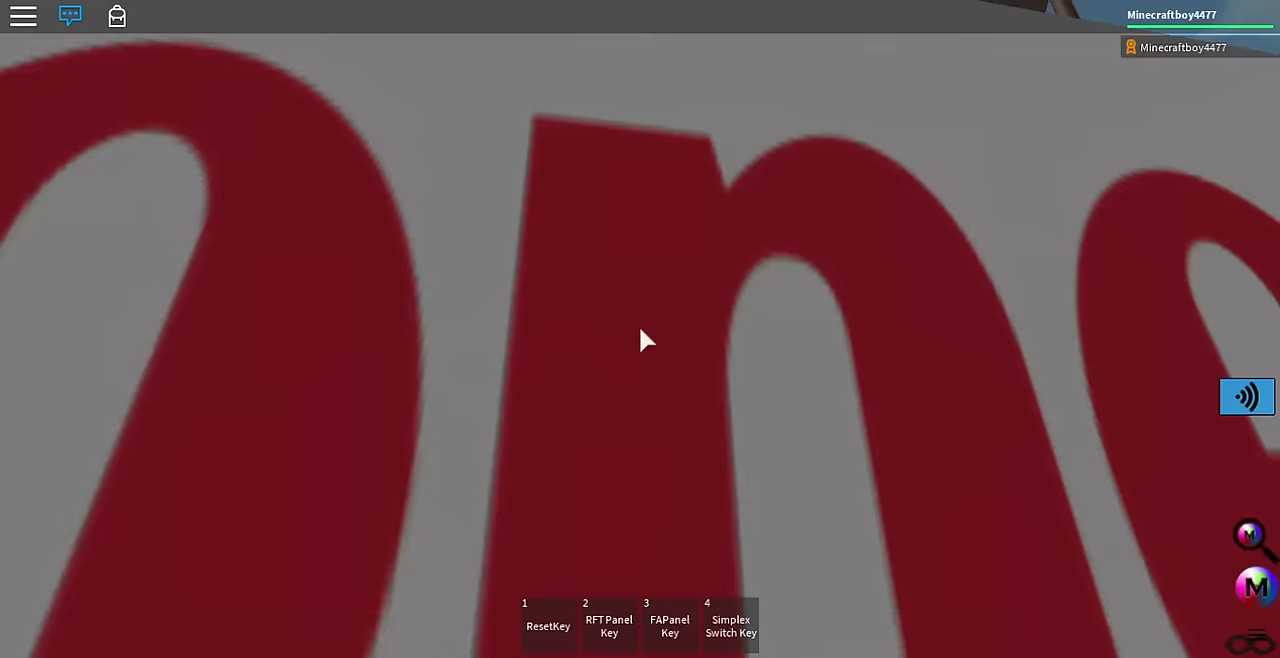 Minecraftboy4477
Minecraftboy4477
n
M
M
1
ResetKey
2
RFT Panel
Key
3
FAPanel
Key
4
Simplex
Switch Key